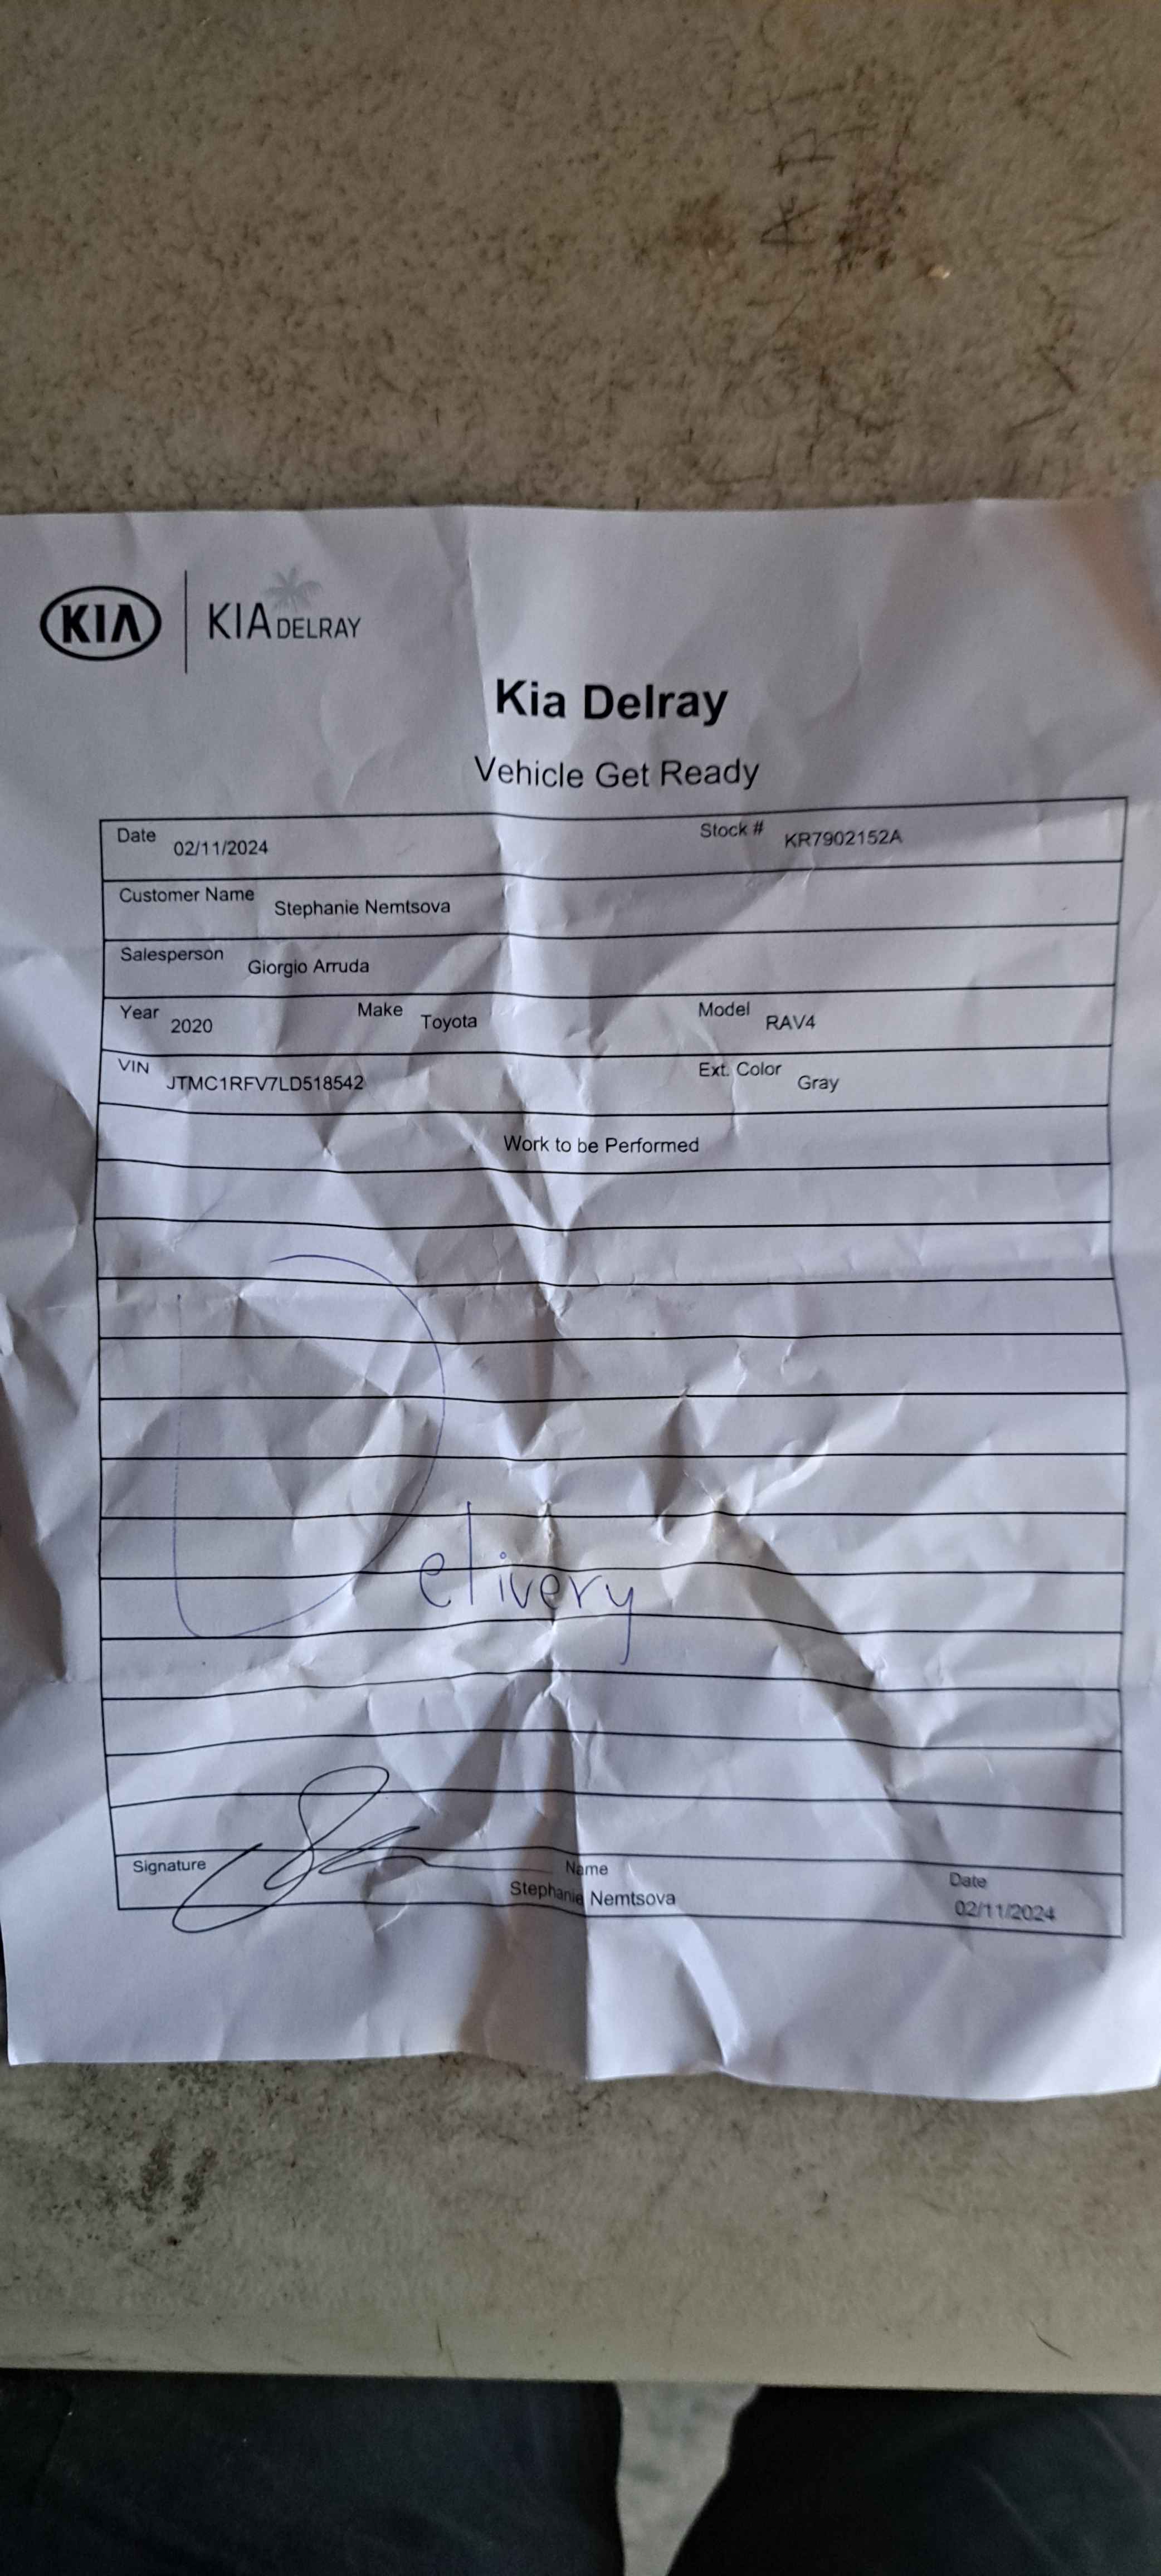 KIA KIA DELRAY
Kia Delray
Vehicle Get Ready
Date 02/11/2024 Stock # KR7902152A
Customer Name Stephanie Nemtsova
Salesperson Giorgio Arruda
Year 2020 Make Toyota Model RAV4
VIN JTMC1RFV7LD518542 Ext. Color Gray
Work to be Performed
Delivery
Signature Name Date
Stephanie Nemtsova 02/11/2024